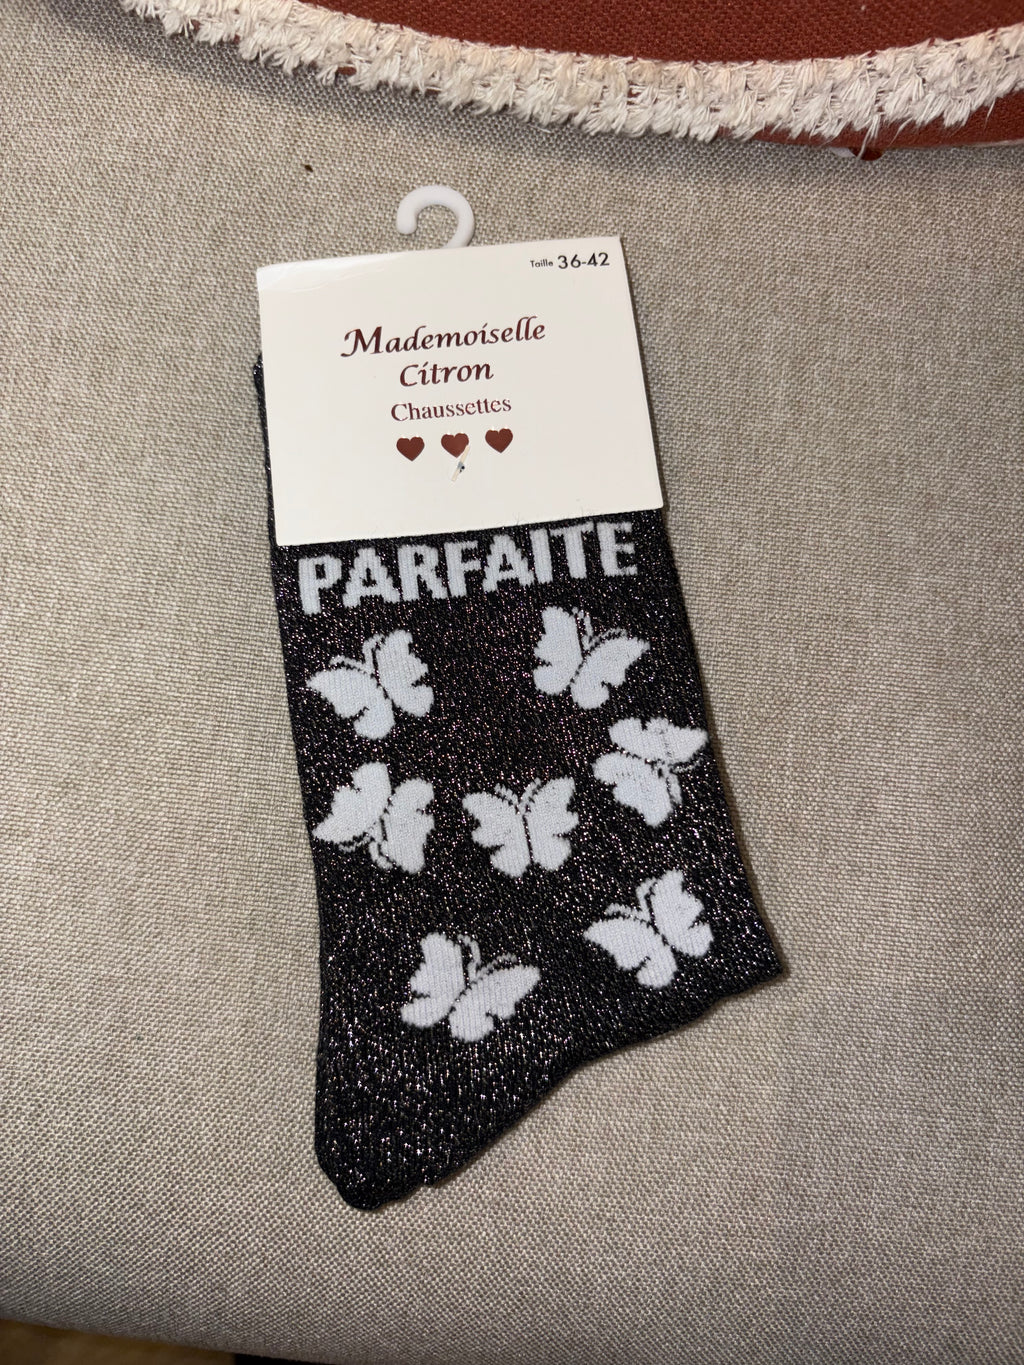 Taille 36-42
Mademoiselle
Citron
Chaussettes
PARFAITE